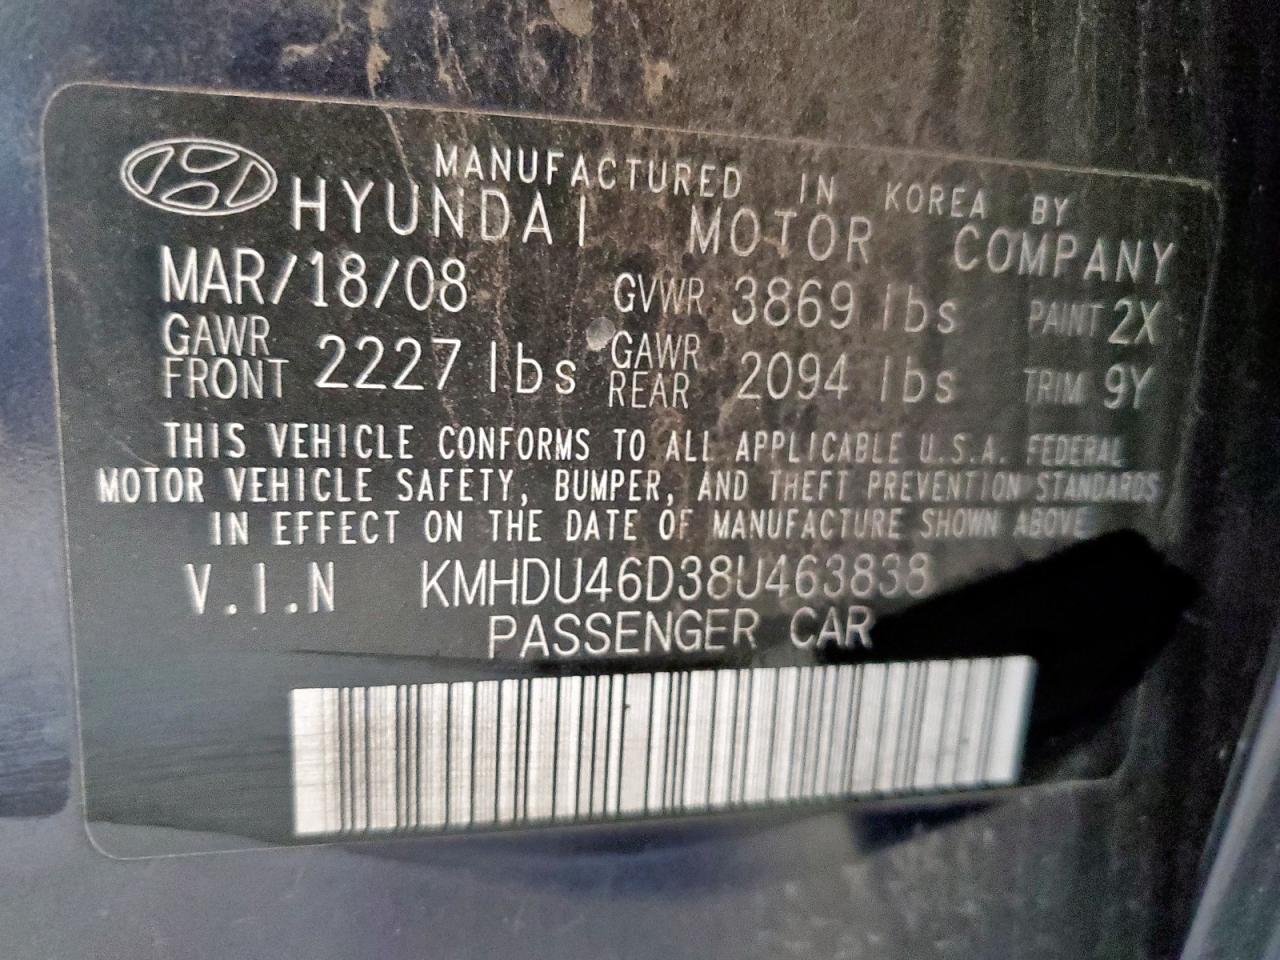 MANUFACTURED IN KOREA BY
HYUNDAI MOTOR COMPANY
MAR/18/08 GVWR 3869 lbs PAINT 2X
GAWR FRONT 2227 lbs GAWR REAR 2094 lbs TRIM 9Y
THIS VEHICLE CONFORMS TO ALL APPLICABLE U.S.A. FEDERAL
MOTOR VEHICLE SAFETY, BUMPER, AND THEFT PREVENTION STANDARDS
IN EFFECT ON THE DATE OF MANUFACTURE SHOWN ABOVE
V.I.N KMHDU46D38U463838
PASSENGER CAR